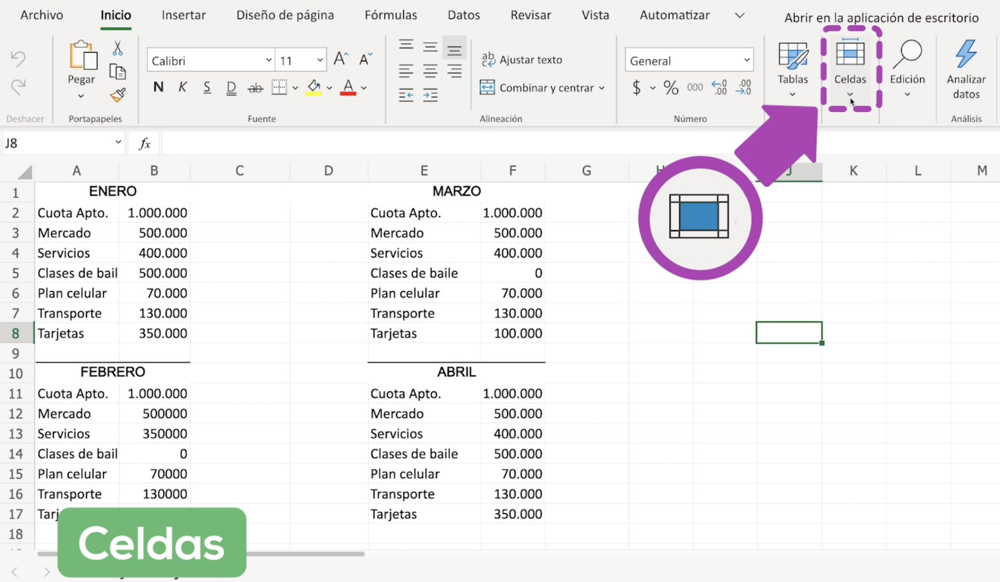 Archivo Inicio Insertar Diseño de página Fórmulas Datos Revisar Vista Automatizar Abrir en la aplicación de escritorio
Pegar
Calibri 11
N K S D ab
ab
c Ajustar texto
Combinar y centrar
General
$ % 000 ,00 ,00
Tablas
Celdas
Edición
Analizar
datos
Deshacer Portapapeles Fuente Alineación Número Análisis
J8 fx
A B C D E F G H J K L M
1 ENERO MARZO
2 Cuota Apto. 1.000.000 Cuota Apto. 1.000.000
3 Mercado 500.000 Mercado 500.000
4 Servicios 400.000 Servicios 400.000
5 Clases de bail 500.000 Clases de baile 0
6 Plan celular 70.000 Plan celular 70.000
7 Transporte 130.000 Transporte 130.000
8 Tarjetas 350.000 Tarjetas 100.000
9
10 FEBRERO ABRIL
11 Cuota Apto. 1.000.000 Cuota Apto. 1.000.000
12 Mercado 500000 Mercado 500.000
13 Servicios 350000 Servicios 400.000
14 Clases de bail 0 Clases de baile 500.000
15 Plan celular 70000 Plan celular 70.000
16 Transporte 130000 Transporte 130.000
17 Tarj Tarjetas 350.000
18
Celdas